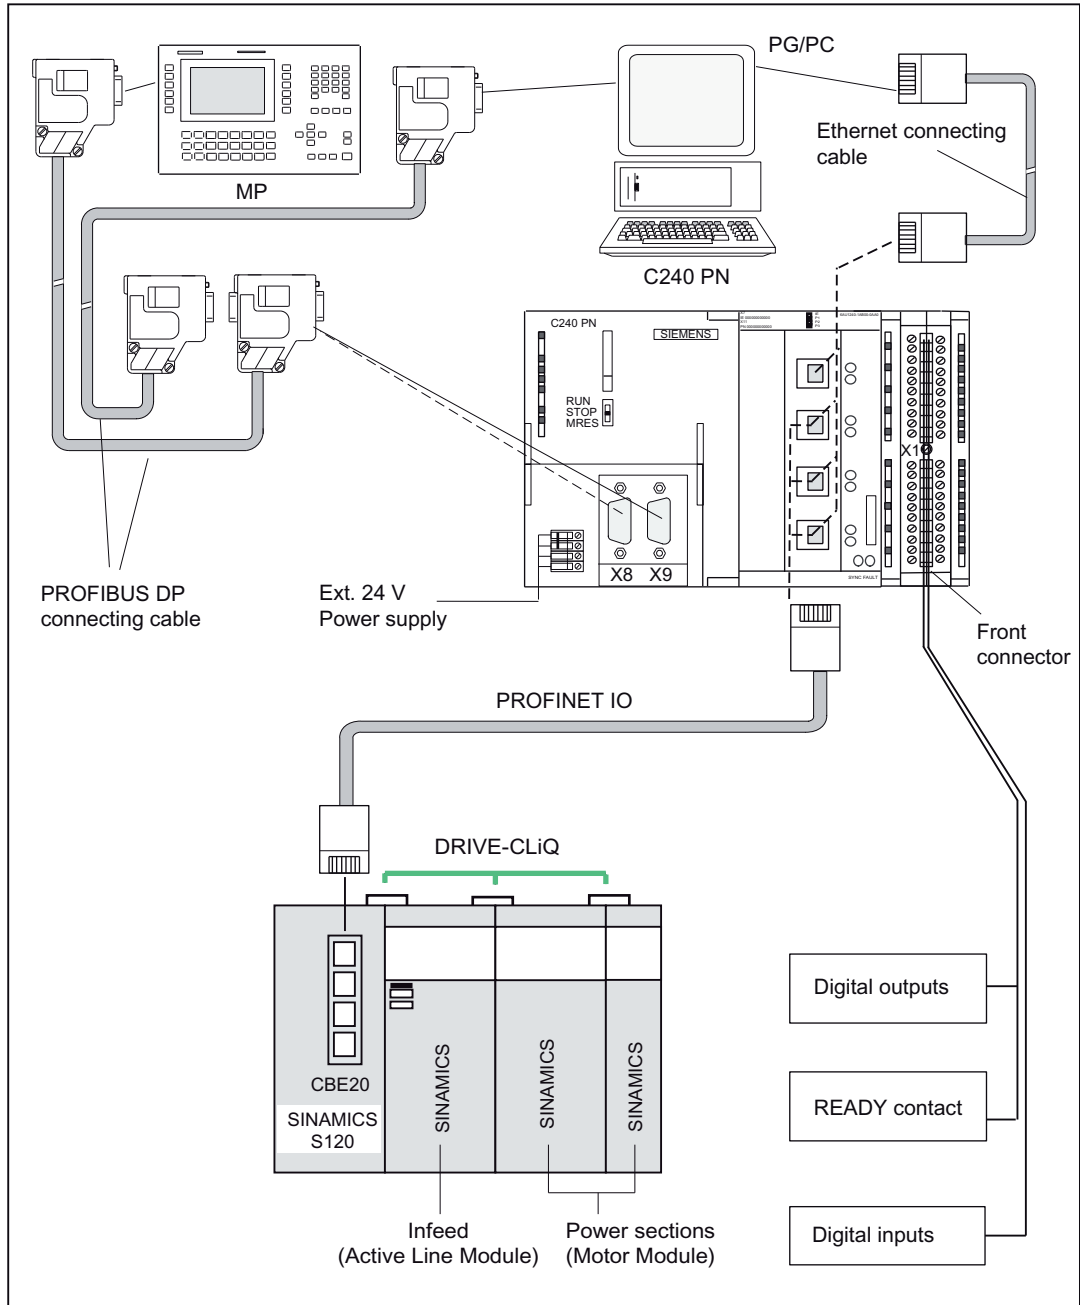 PG/PC
Ethernet connecting
cable
MP
C240 PN
C240 PN
SIEMENS
RUN
STOP
MRES
X1
X8 X9
SYNC FAULT
PROFIBUS DP
connecting cable
Ext. 24 V
Power supply
Front
connector
PROFINET IO
DRIVE-CLiQ
CBE20
SINAMICS
S120
SINAMICS
SINAMICS
SINAMICS
Digital outputs
READY contact
Digital inputs
Infeed
(Active Line Module)
Power sections
(Motor Module)